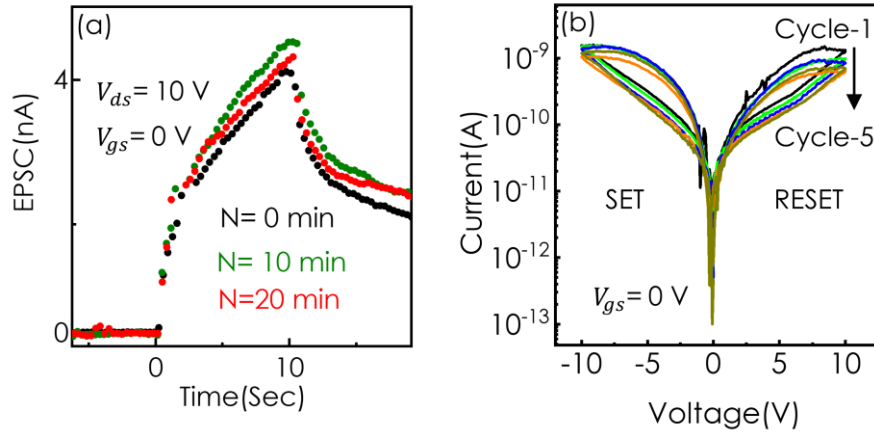 (a)
EPSC(nA)
4
0
V_ds = 10 V
V_gs = 0 V
N= 0 min
N= 10 min
N=20 min
0
10
Time(Sec)
(b)
Current(A)
10⁻⁹
10⁻¹⁰
10⁻¹¹
10⁻¹²
10⁻¹³
Cycle-1
Cycle-5
SET
RESET
V_gs= 0 V
-10
-5
0
5
10
Voltage(V)